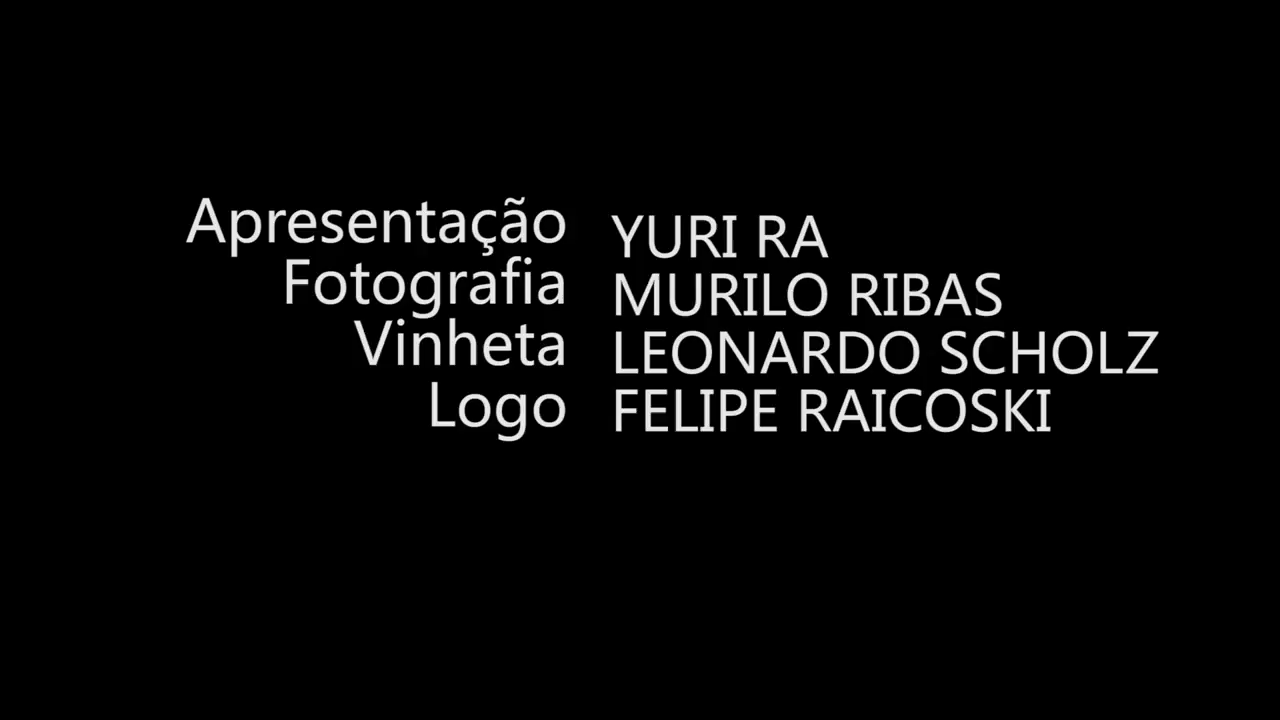 Apresentação YURI RA
Fotografia MURILO RIBAS
Vinheta LEONARDO SCHOLZ
Logo FELIPE RAICOSKI